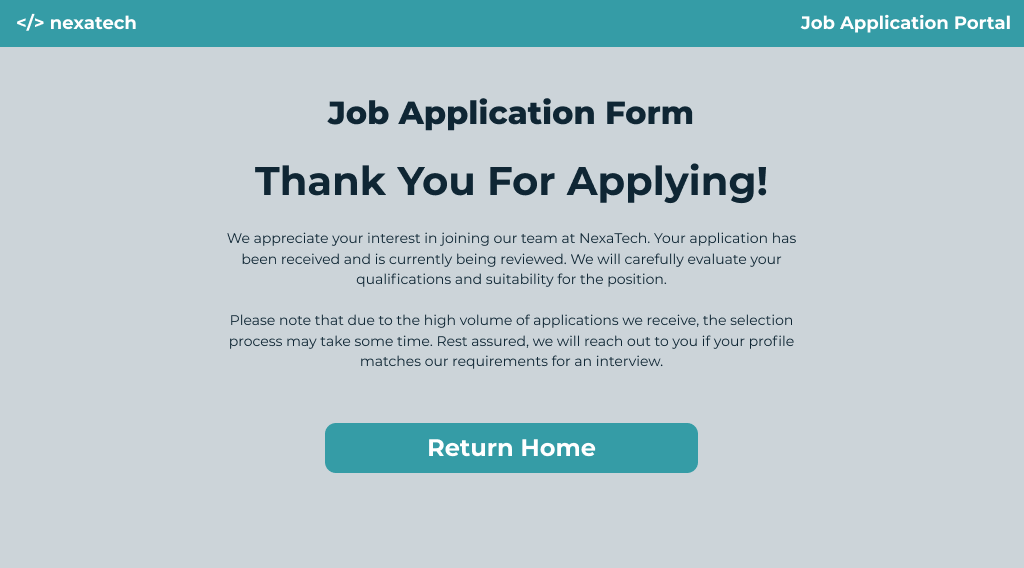 </> nexatech
Job Application Portal
Job Application Form
Thank You For Applying!
We appreciate your interest in joining our team at NexaTech. Your application has
been received and is currently being reviewed. We will carefully evaluate your
qualifications and suitability for the position.
Please note that due to the high volume of applications we receive, the selection
process may take some time. Rest assured, we will reach out to you if your profile
matches our requirements for an interview.
Return Home